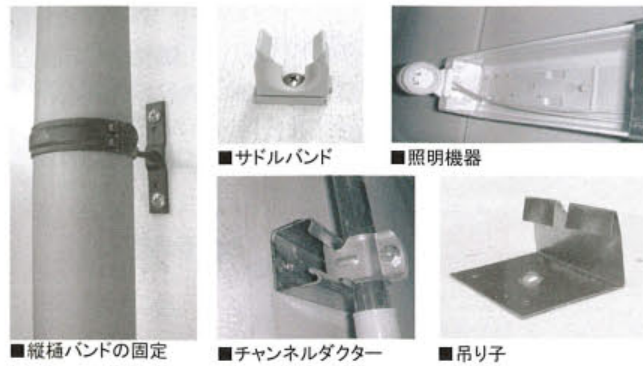 ■サドルバンド
■照明機器
■縦樋バンドの固定
■チャンネルダクター
■吊り子